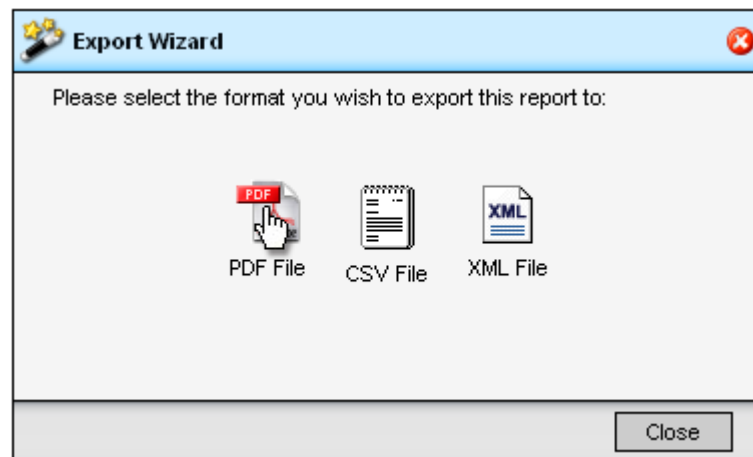 Export Wizard
Please select the format you wish to export this report to:
PDF
XML
PDF File
CSV File
XML File
Close